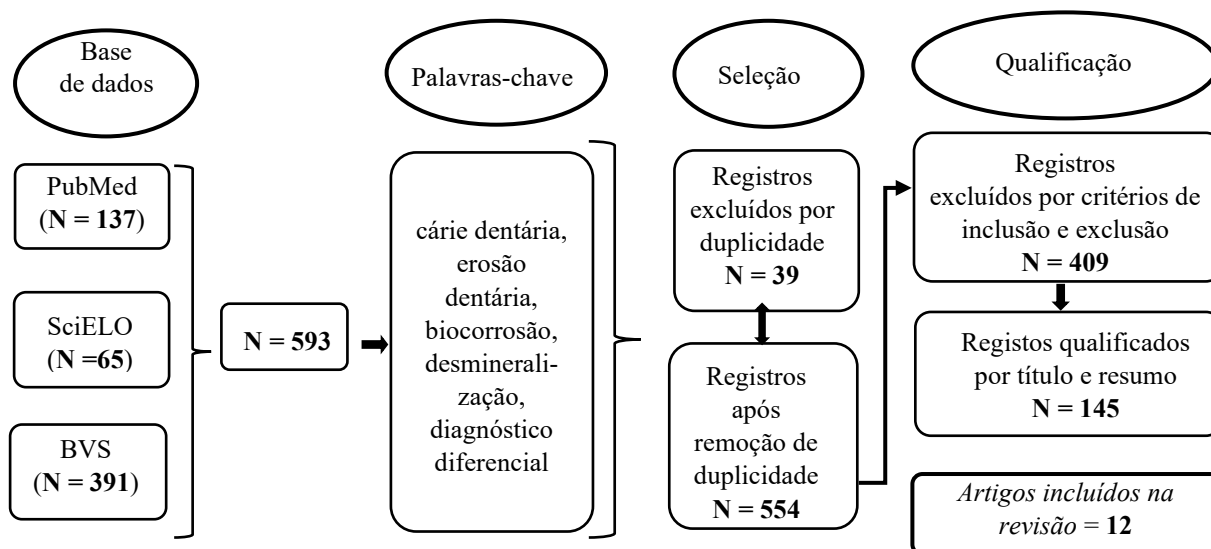 Base
de dados
Palavras-chave
Seleção
Qualificação
PubMed
(N = 137)
SciELO
(N =65)
BVS
(N = 391)
N = 593
cárie dentária,
erosão
dentária,
biocorrosão,
desminerali-
zação,
diagnóstico
diferencial
Registros
excluídos por
duplicidade
N = 39
Registros
após
remoção de
duplicidade
N = 554
Registros
excluídos por critérios de
inclusão e exclusão
N = 409
Registos qualificados
por título e resumo
N = 145
Artigos incluídos na
revisão = 12